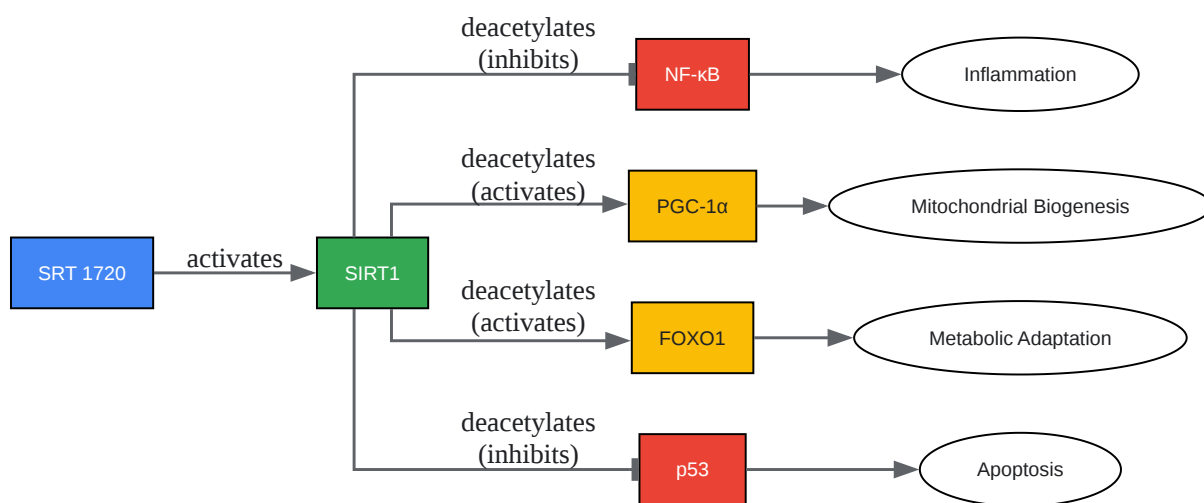 deacetylates
(inhibits)
NF-κB
Inflammation
deacetylates
(activates)
PGC-1α
Mitochondrial Biogenesis
SRT 1720
activates
SIRT1
deacetylates
(activates)
FOXO1
Metabolic Adaptation
deacetylates
(inhibits)
p53
Apoptosis